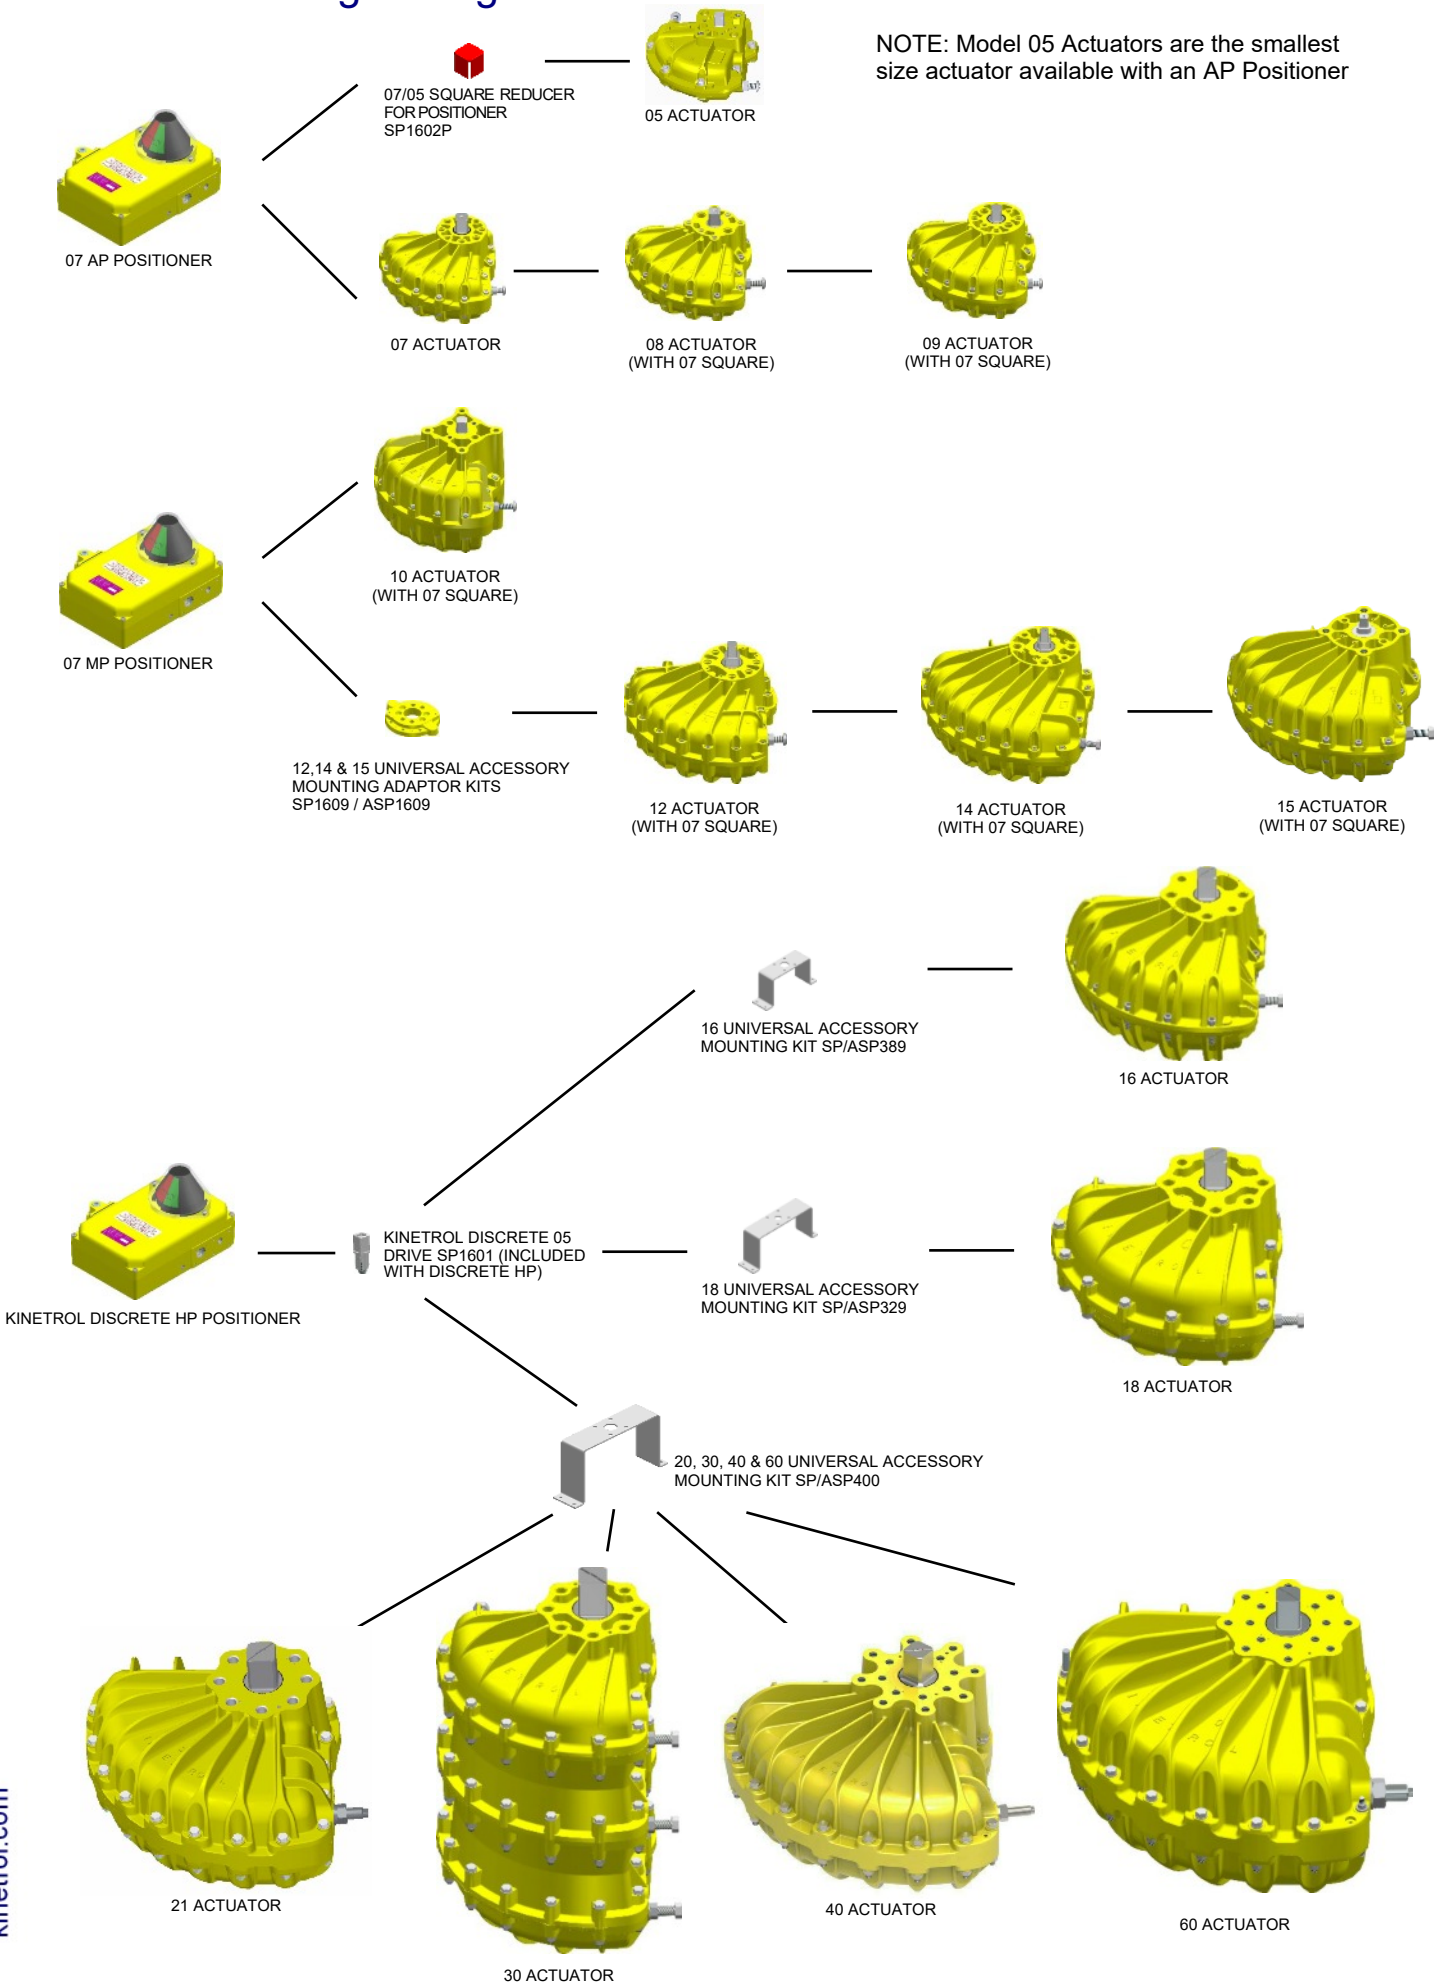 NOTE: Model 05 Actuators are the smallest
size actuator available with an AP Positioner
07/05 SQUARE REDUCER
FOR POSITIONER
SP1602P
05 ACTUATOR
07 AP POSITIONER
07 ACTUATOR
08 ACTUATOR
(WITH 07 SQUARE)
09 ACTUATOR
(WITH 07 SQUARE)
10 ACTUATOR
(WITH 07 SQUARE)
07 MP POSITIONER
12,14 & 15 UNIVERSAL ACCESSORY
MOUNTING ADAPTOR KITS
SP1609 / ASP1609
12 ACTUATOR
(WITH 07 SQUARE)
14 ACTUATOR
(WITH 07 SQUARE)
15 ACTUATOR
(WITH 07 SQUARE)
16 UNIVERSAL ACCESSORY
MOUNTING KIT SP/ASP389
16 ACTUATOR
KINETROL DISCRETE 05
DRIVE SP1601 (INCLUDED
WITH DISCRETE HP)
KINETROL DISCRETE HP POSITIONER
18 UNIVERSAL ACCESSORY
MOUNTING KIT SP/ASP329
18 ACTUATOR
20, 30, 40 & 60 UNIVERSAL ACCESSORY
MOUNTING KIT SP/ASP400
21 ACTUATOR
30 ACTUATOR
40 ACTUATOR
60 ACTUATOR
kinetrol.com